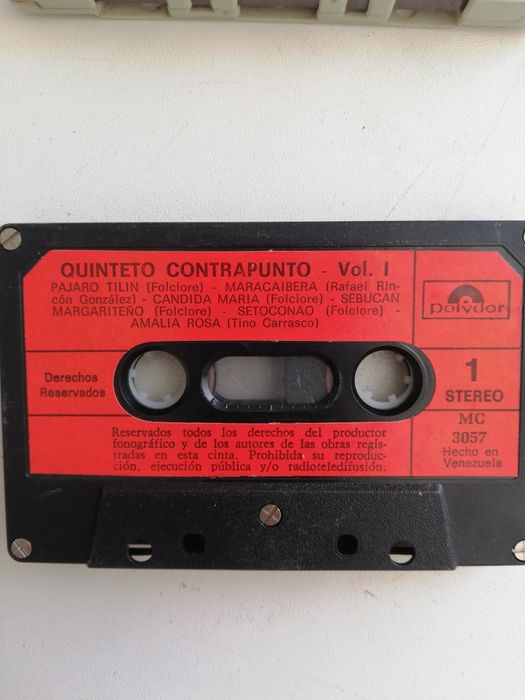 QUINTETO CONTRAPUNTO - Vol. I
PAJARO TILIN (Folclore) - MARACAIBERA (Rafael Rin-
cón González) - CANDIDA MARIA (Folclore) - SEBUCAN
MARGARITEÑO (Folclore) - SETOCONAO (Folclore) -
AMALIA ROSA (Tino Carrasco)
polydor
Derechos
Reservados
1
STEREO
MC
3057
Hecho en
Venezuela
Reservados todos los derechos del productor
fonográfico y de los autores de las obras regis-
tradas en esta cinta. Prohibida su reproduc-
ción, ejecución pública y/o radioteledifusión.